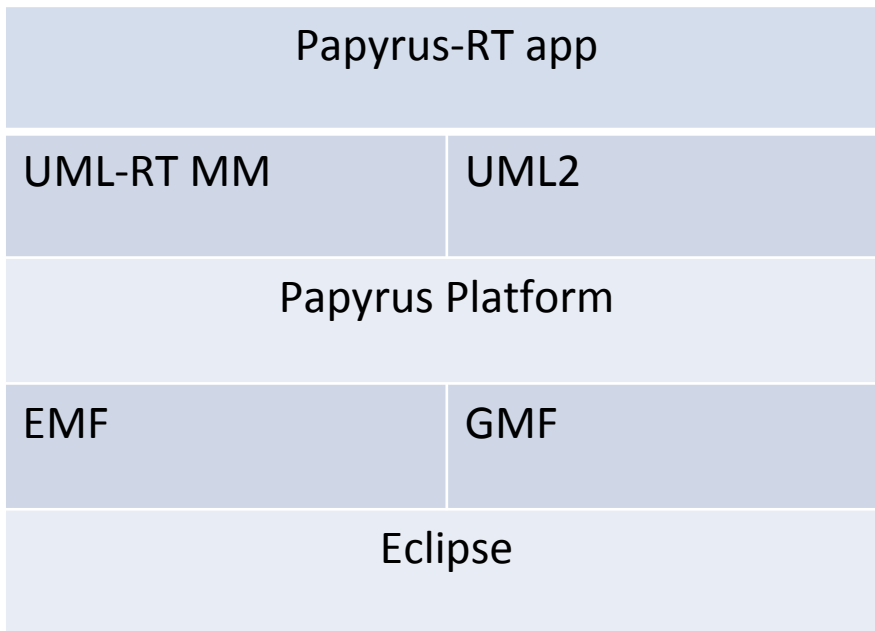 Papyrus-RT app
UML-RT MM
UML2
Papyrus Platform
EMF
GMF
Eclipse